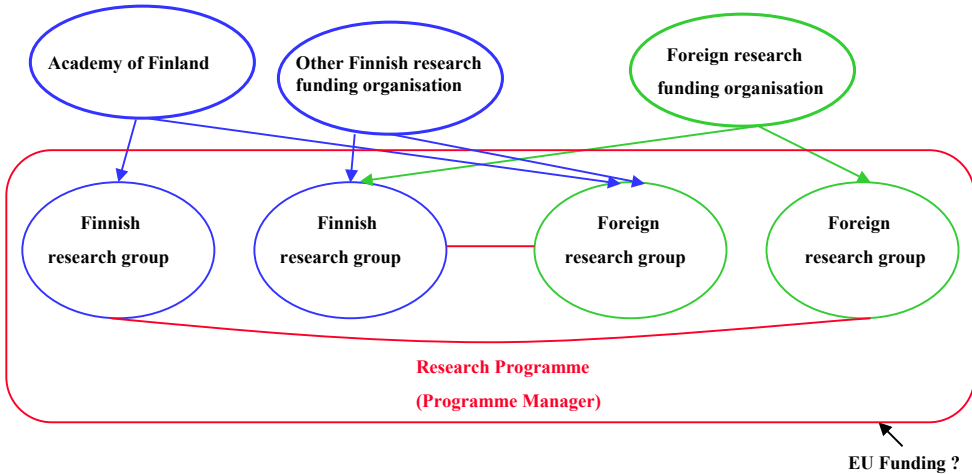 Academy of Finland
Other Finnish research
funding organisation
Foreign research
funding organisation
Finnish
research group
Finnish
research group
Foreign
research group
Foreign
research group
Research Programme
(Programme Manager)
EU Funding ?